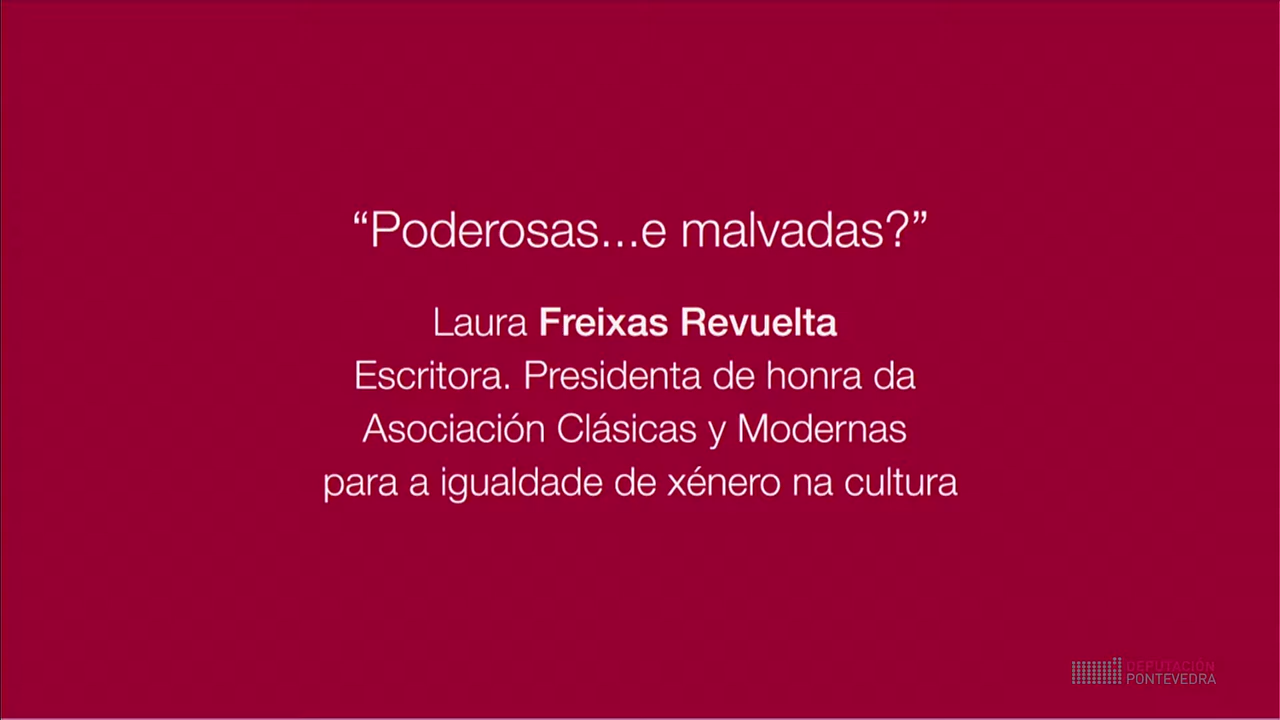 “Poderosas...e malvadas?”
Laura Freixas Revuelta
Escritora. Presidenta de honra da
Asociación Clásicas y Modernas
para a igualdade de xénero na cultura
DEPUTACIÓN
PONTEVEDRA